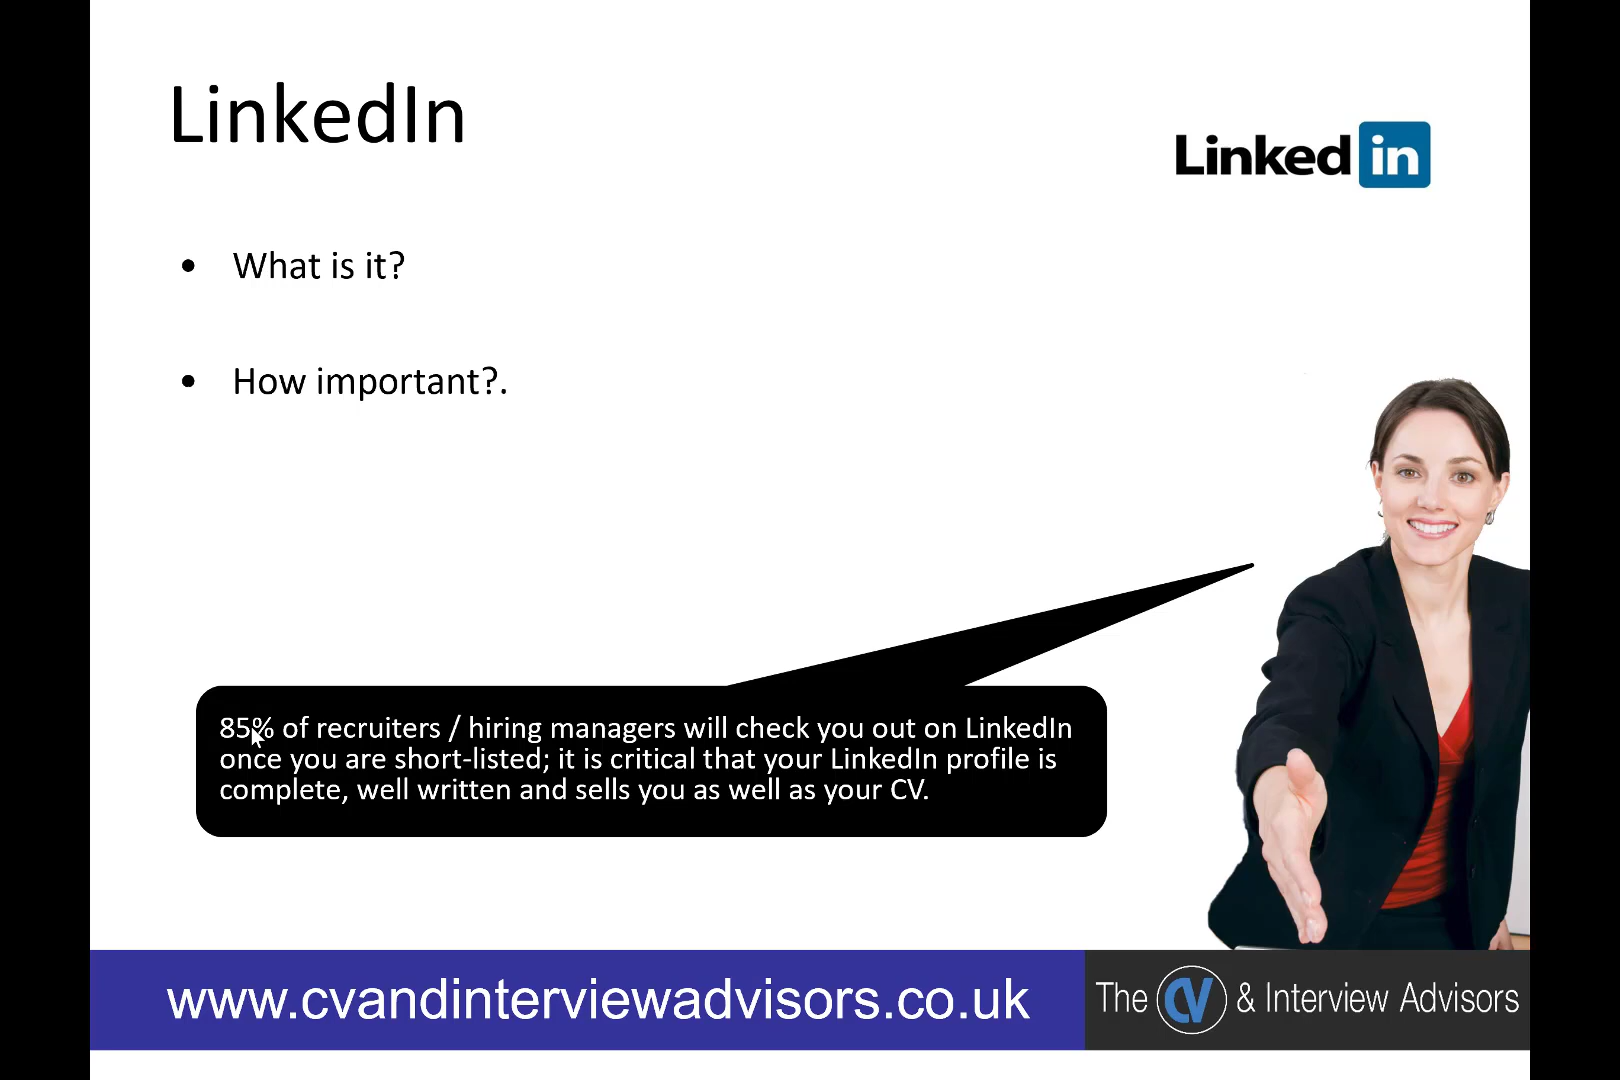 LinkedIn
Linked in
• What is it?
• How important?.
85% of recruiters / hiring managers will check you out on LinkedIn
once you are short-listed; it is critical that your LinkedIn profile is
complete, well written and sells you as well as your CV.
www.cvandinterviewadvisors.co.uk
The CV & Interview Advisors